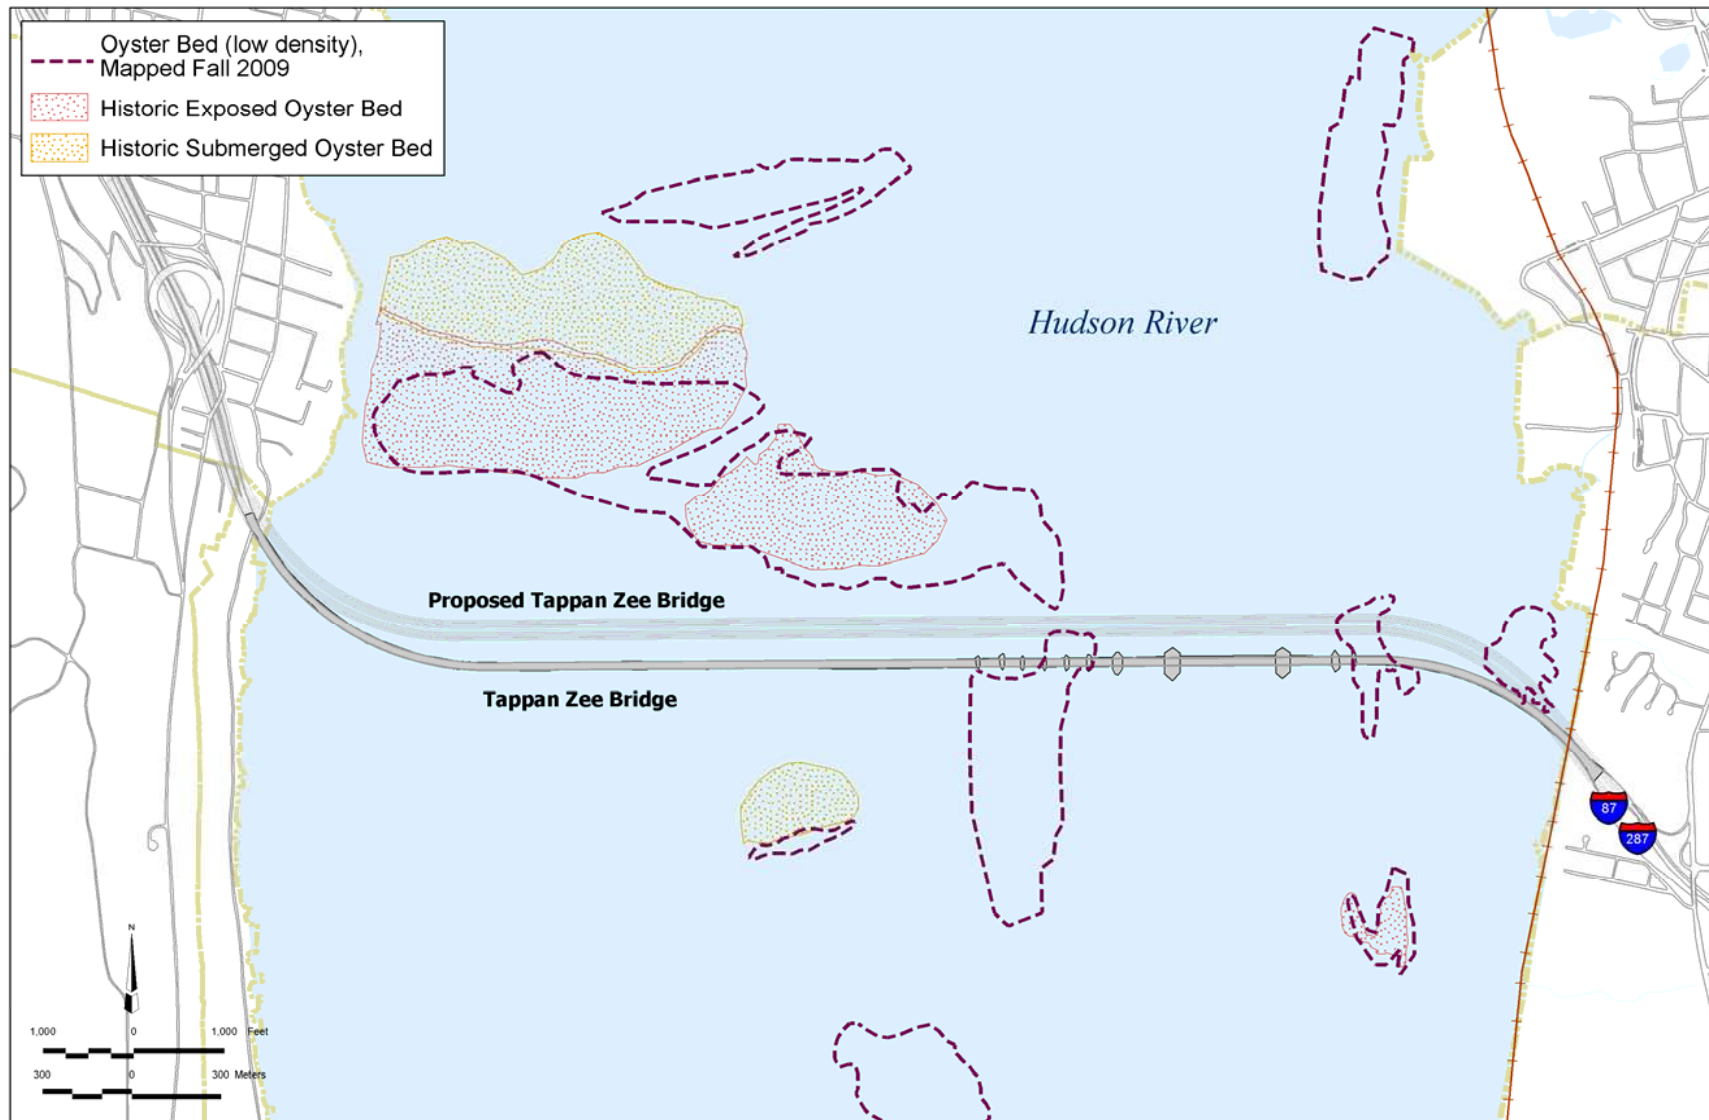 Oyster Bed (low density),
Mapped Fall 2009
Historic Exposed Oyster Bed
Historic Submerged Oyster Bed
Hudson River
Proposed Tappan Zee Bridge
Tappan Zee Bridge
87
287
N
1,000 0 1,000 Feet
300 0 300 Meters